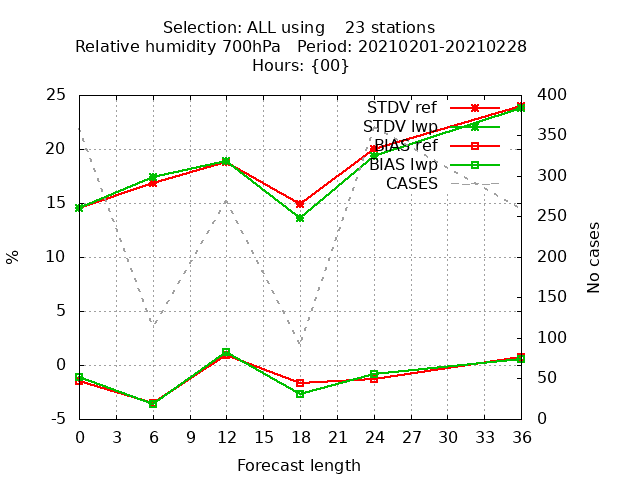 Selection: ALL using    23 stations
Relative humidity 700hPa   Period: 20210201-20210228
Hours: {00}
25
20
15
10
5
0
-5
%
400
350
300
250
200
150
100
50
0
No cases
STDV ref
STDV lwp
BIAS ref
BIAS lwp
CASES
0 3 6 9 12 15 18 21 24 27 30 33 36
Forecast length